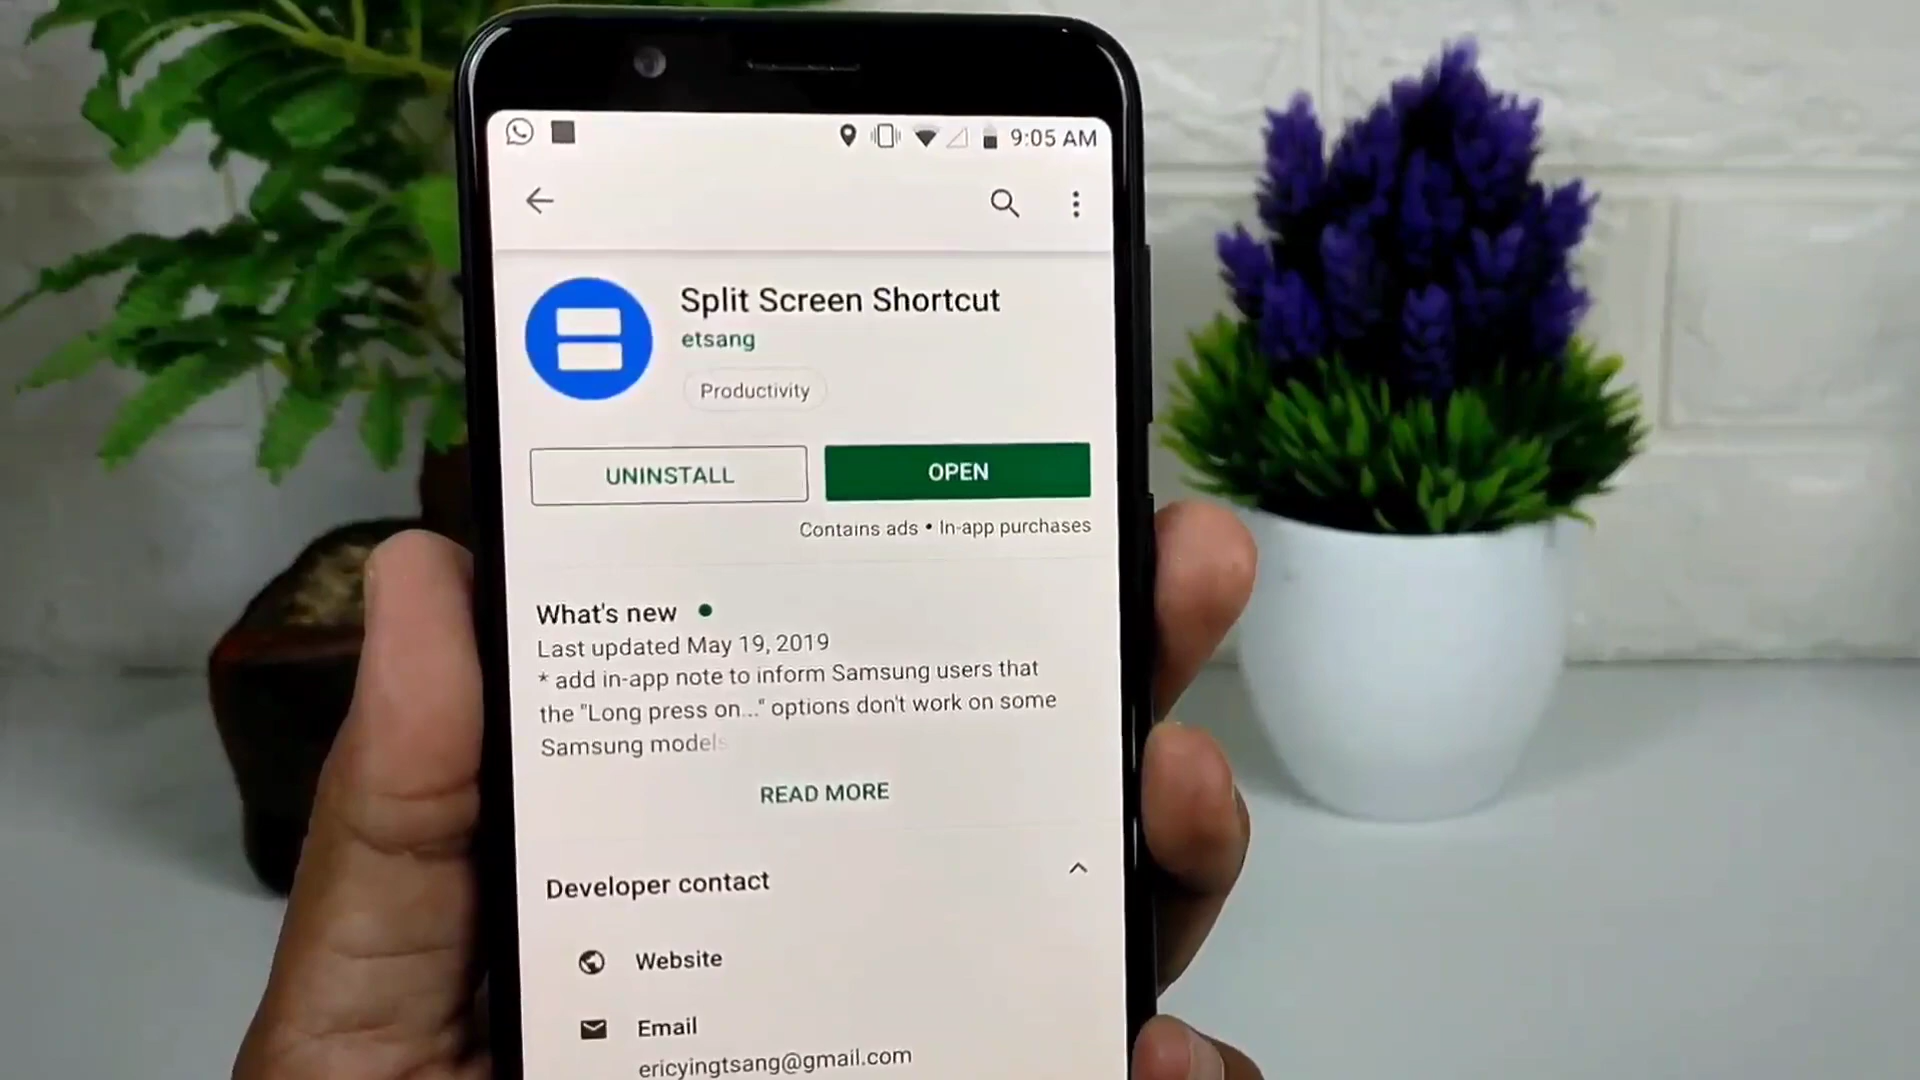 9:05 AM
Split Screen Shortcut
etsang
Productivity
UNINSTALL
OPEN
Contains ads • In-app purchases
What's new
Last updated May 19, 2019
* add in-app note to inform Samsung users that
the "Long press on..." options don't work on some
Samsung models
READ MORE
Developer contact
Website
Email
ericyingtsang@gmail.com